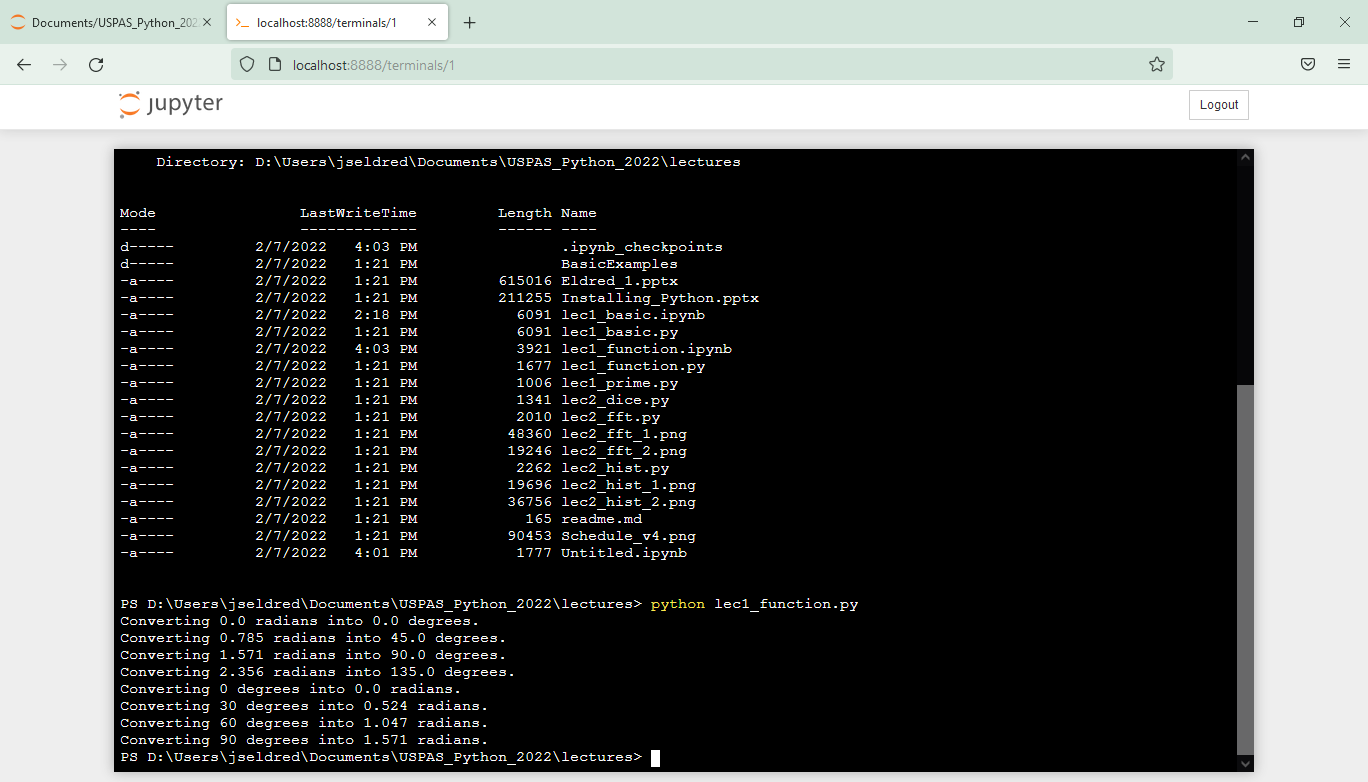 Documents/USPAS_Python_202
localhost:8888/terminals/1
localhost:8888/terminals/1
jupyter
Logout
    Directory: D:\Users\jseldred\Documents\USPAS_Python_2022\lectures
Mode                LastWriteTime         Length Name
----                -------------         ------ ----
d-----         2/7/2022   4:03 PM                .ipynb_checkpoints
d-----         2/7/2022   1:21 PM                BasicExamples
-a----         2/7/2022   1:21 PM         615016 Eldred_1.pptx
-a----         2/7/2022   1:21 PM         211255 Installing_Python.pptx
-a----         2/7/2022   2:18 PM           6091 lec1_basic.ipynb
-a----         2/7/2022   1:21 PM           6091 lec1_basic.py
-a----         2/7/2022   4:03 PM           3921 lec1_function.ipynb
-a----         2/7/2022   1:21 PM           1677 lec1_function.py
-a----         2/7/2022   1:21 PM           1006 lec1_prime.py
-a----         2/7/2022   1:21 PM           1341 lec2_dice.py
-a----         2/7/2022   1:21 PM           2010 lec2_fft.py
-a----         2/7/2022   1:21 PM          48360 lec2_fft_1.png
-a----         2/7/2022   1:21 PM          19246 lec2_fft_2.png
-a----         2/7/2022   1:21 PM           2262 lec2_hist.py
-a----         2/7/2022   1:21 PM          19696 lec2_hist_1.png
-a----         2/7/2022   1:21 PM          36756 lec2_hist_2.png
-a----         2/7/2022   1:21 PM            165 readme.md
-a----         2/7/2022   1:21 PM          90453 Schedule_v4.png
-a----         2/7/2022   4:01 PM           1777 Untitled.ipynb
PS D:\Users\jseldred\Documents\USPAS_Python_2022\lectures> python lec1_function.py
Converting 0.0 radians into 0.0 degrees.
Converting 0.785 radians into 45.0 degrees.
Converting 1.571 radians into 90.0 degrees.
Converting 2.356 radians into 135.0 degrees.
Converting 0 degrees into 0.0 radians.
Converting 30 degrees into 0.524 radians.
Converting 60 degrees into 1.047 radians.
Converting 90 degrees into 1.571 radians.
PS D:\Users\jseldred\Documents\USPAS_Python_2022\lectures>